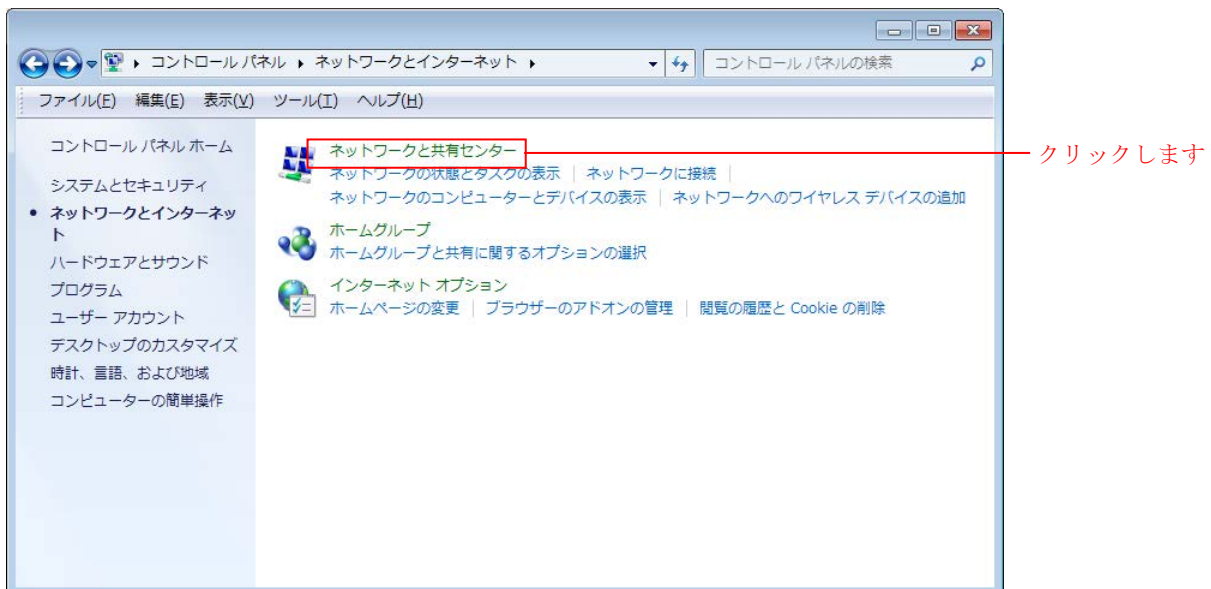 コントロール パネル ネットワークとインターネット コントロール パネルの検索
ファイル(F) 編集(E) 表示(V) ツール(T) ヘルプ(H)
コントロール パネル ホーム
システムとセキュリティ
ネットワークとインターネッ
ト
ハードウェアとサウンド
プログラム
ユーザー アカウント
デスクトップのカスタマイズ
時計、言語、および地域
コンピューターの簡単操作
ネットワークと共有センター
ネットワークの状態とタスクの表示 | ネットワークに接続 |
ネットワークのコンピューターとデバイスの表示 | ネットワークへのワイヤレス デバイスの追加
ホームグループ
ホームグループと共有に関するオプションの選択
インターネット オプション
ホームページの変更 | ブラウザーのアドオンの管理 | 閲覧の履歴と Cookie の削除
クリックします